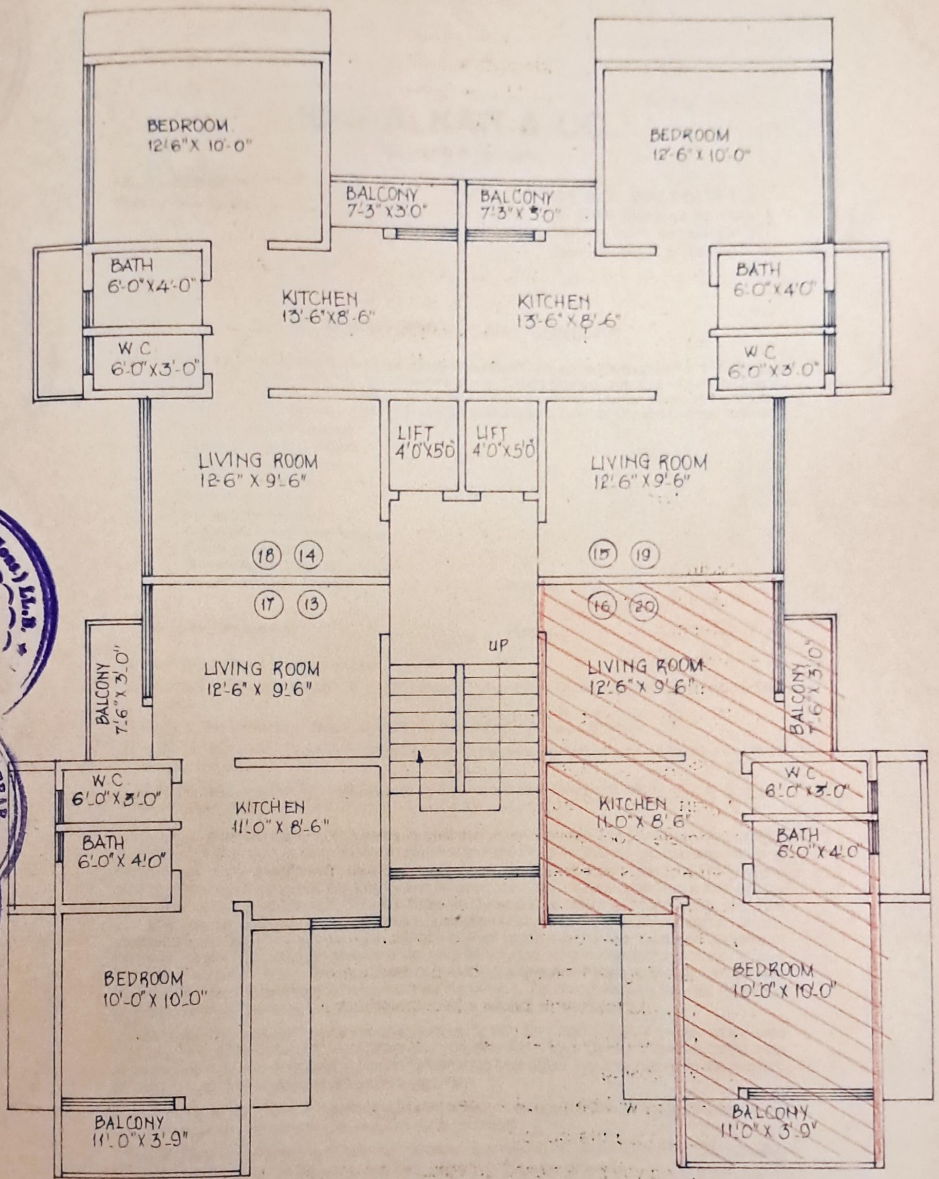 BEDROOM
12'-6" X 10'-0"
BEDROOM
12'-6" X 10'-0"
BALCONY
7'-3" X 3'0"
BALCONY
7'-3" X 3'0"
BATH
6'-0" X 4'-0"
KITCHEN
13'-6" X 8'-6"
KITCHEN
13'-6" X 8'-6"
BATH
6'-0" X 4'0"
W C
6'-0" X 3'-0"
W C
6'-0" X 3'-0"
LIFT
4'0" X 5'0
LIFT
4'0" X 5'0
LIVING ROOM
12'-6" X 9'-6"
LIVING ROOM
12'-6" X 9'-6"
18 14
15 19
17 13
16 20
UP
LIVING ROOM
12'-6" X 9'-6"
LIVING ROOM
12'-6" X 9'-6"
BALCONY
7'-6" X 3'-0"
BALCONY
7'-6" X 3'-0"
W C
6'-0" X 3'-0"
W C
6'-0" X 3'-0"
KITCHEN
11'-0" X 8'-6"
KITCHEN
11'-0" X 8'-6"
BATH
6'-0" X 4'-0"
BATH
6'-0" X 4'-0
BEDROOM
10'-0" X 10'-0"
BEDROOM
10'-0" X 10'-0"
BALCONY
11'-0" X 3'-9"
BALCONY
11'-0" X 3'-9"